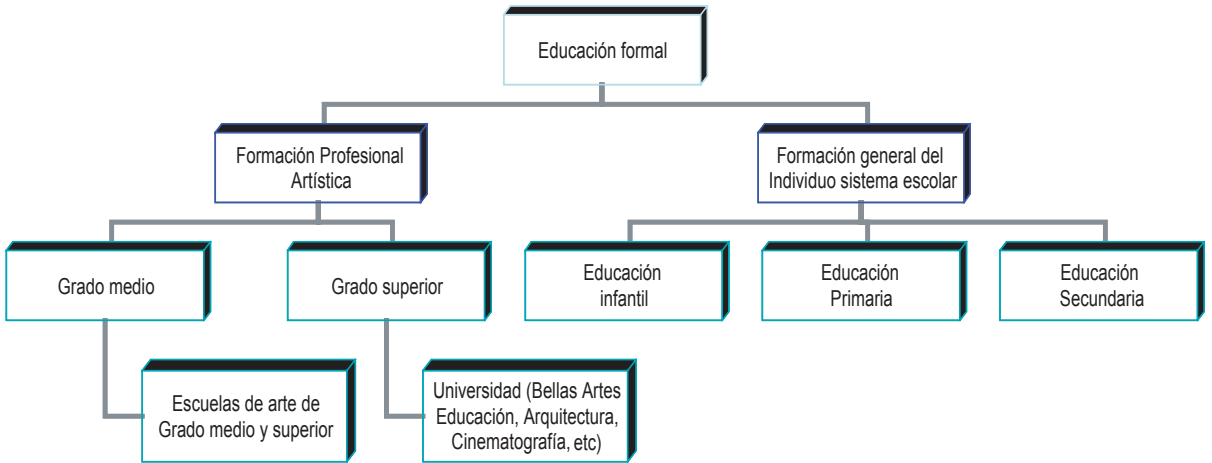 Educación formal
Formación Profesional
Artística
Formación general del
Individuo sistema escolar
Grado medio
Grado superior
Educación
infantil
Educación
Primaria
Educación
Secundaria
Escuelas de arte de
Grado medio y superior
Universidad (Bellas Artes
Educación, Arquitectura,
Cinematografía, etc)